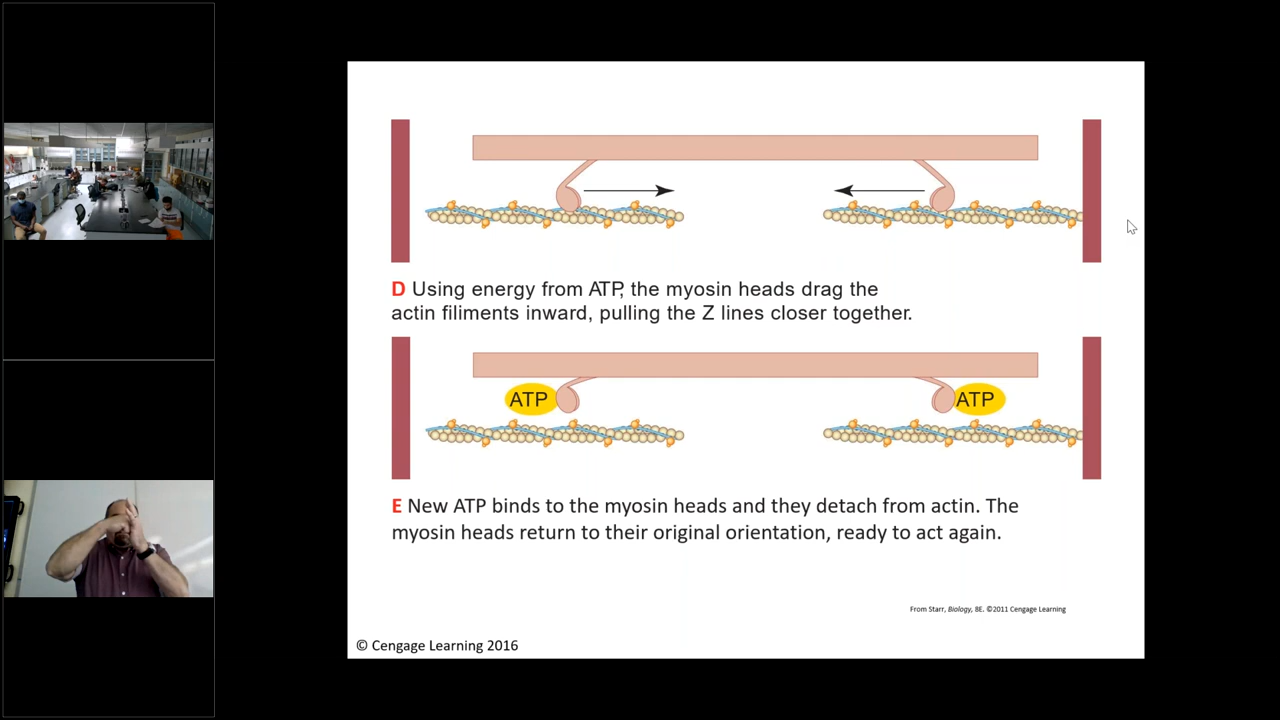 D Using energy from ATP, the myosin heads drag the
actin filiments inward, pulling the Z lines closer together.
ATP
ATP
E New ATP binds to the myosin heads and they detach from actin. The
myosin heads return to their original orientation, ready to act again.
From Starr, Biology, 8E. ©2011 Cengage Learning
© Cengage Learning 2016